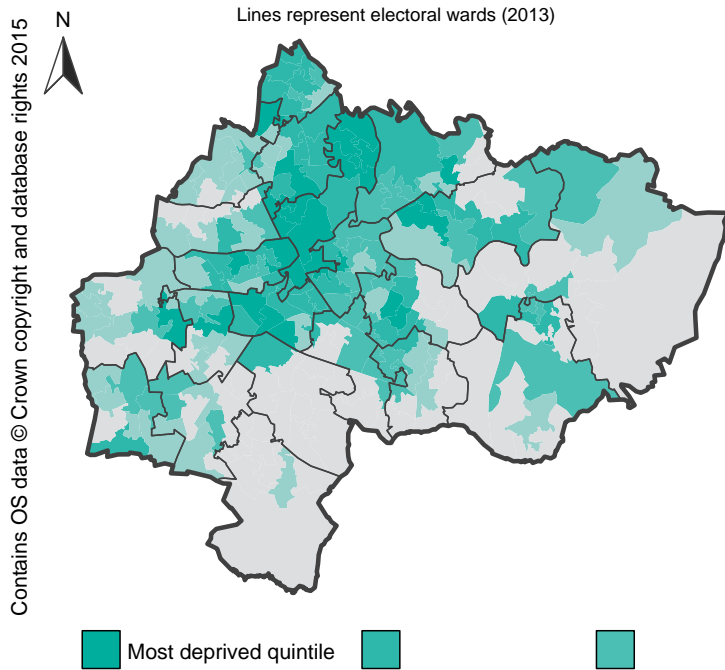 Lines represent electoral wards (2013)
N
Contains OS data © Crown copyright and database rights 2015
Most deprived quintile